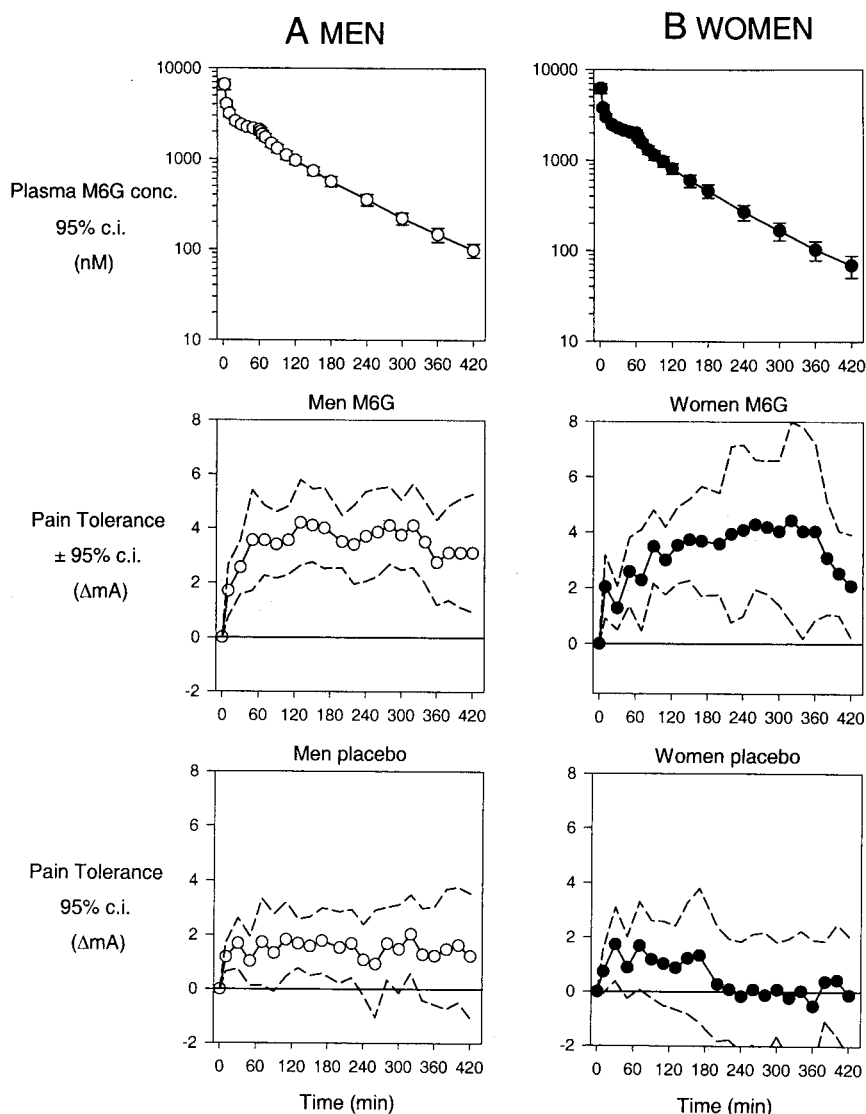 A MEN
B WOMEN
Plasma M6G conc.
95% c.i.
(nM)
10000
1000
100
10
0 60 120 180 240 300 360 420
10000
1000
100
10
0 60 120 180 240 300 360 420
Men M6G
Women M6G
Pain Tolerance
± 95% c.i.
(ΔmA)
8
6
4
2
0
-2
0 60 120 180 240 300 360 420
8
6
4
2
0
0 60 120 180 240 300 360 420
Men placebo
Women placebo
Pain Tolerance
95% c.i.
(ΔmA)
8
6
4
2
0
-2
0 60 120 180 240 300 360 420
8
6
4
2
0
-2
0 60 120 180 240 300 360 420
Time (min)
Time (min)